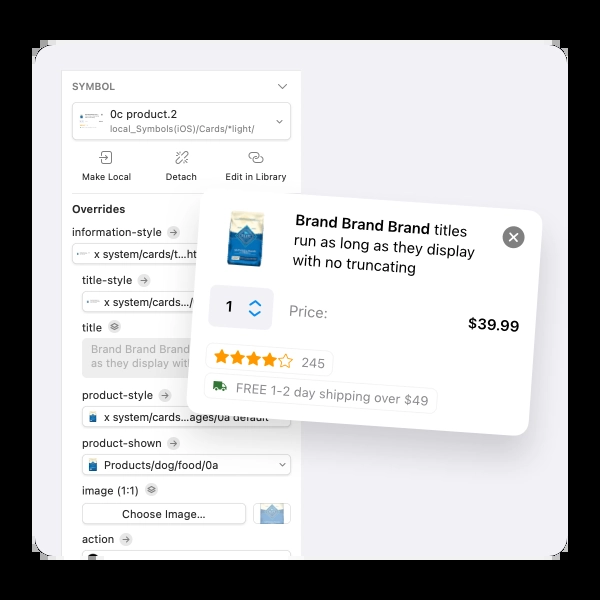 SYMBOL
0c product.2
local_Symbols(iOS)/Cards/*light/
Make Local
Detach
Edit in Library
Overrides
information-style
x system/cards/t...ht
title-style
x system/cards.../
title
Brand Brand Brand
as they display with
product-style
x system/cards...ages/0a default
product-shown
Products/dog/food/0a
image (1:1)
Choose Image...
action
Brand Brand Brand titles
run as long as they display
with no truncating
1
Price:
$39.99
245
FREE 1-2 day shipping over $49